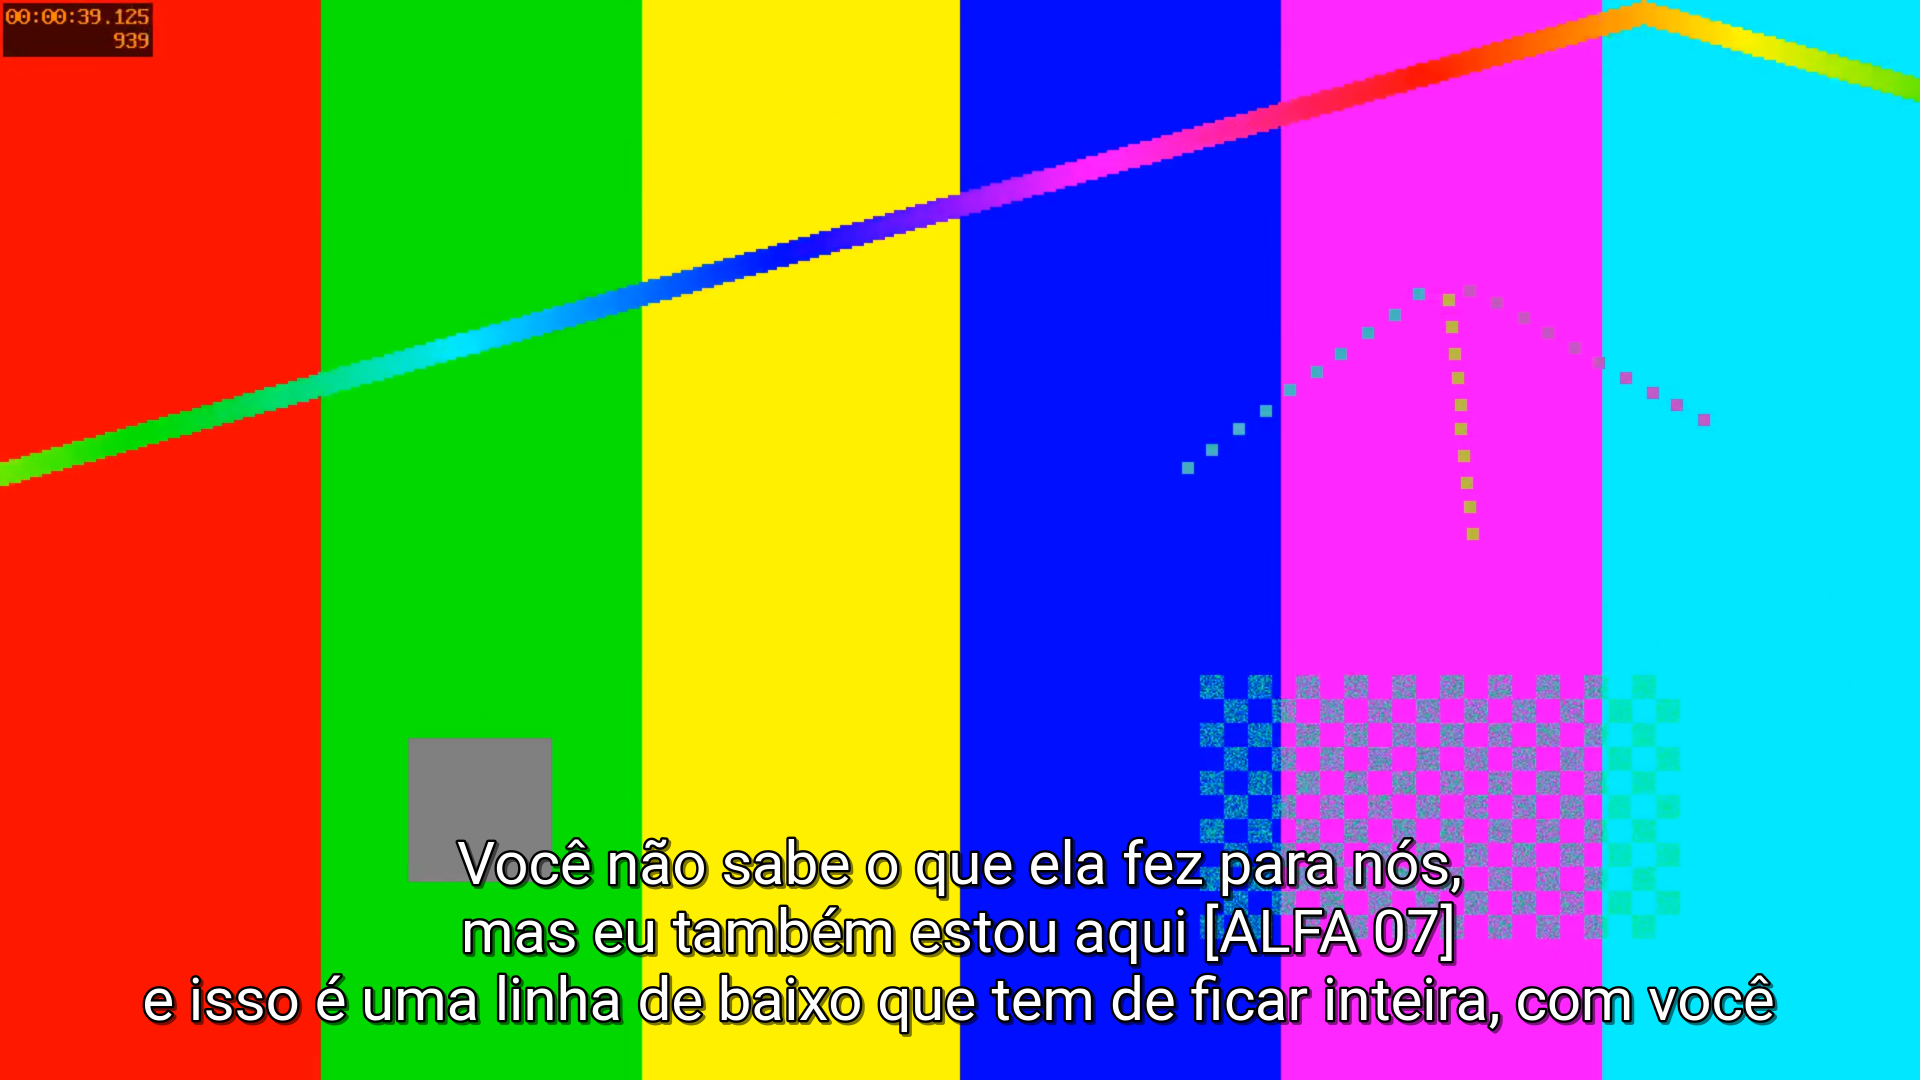 00:00:39.125
939
Você não sabe o que ela fez para nós,
mas eu também estou aqui [ALFA 07]
e isso é uma linha de baixo que tem de ficar inteira, com você